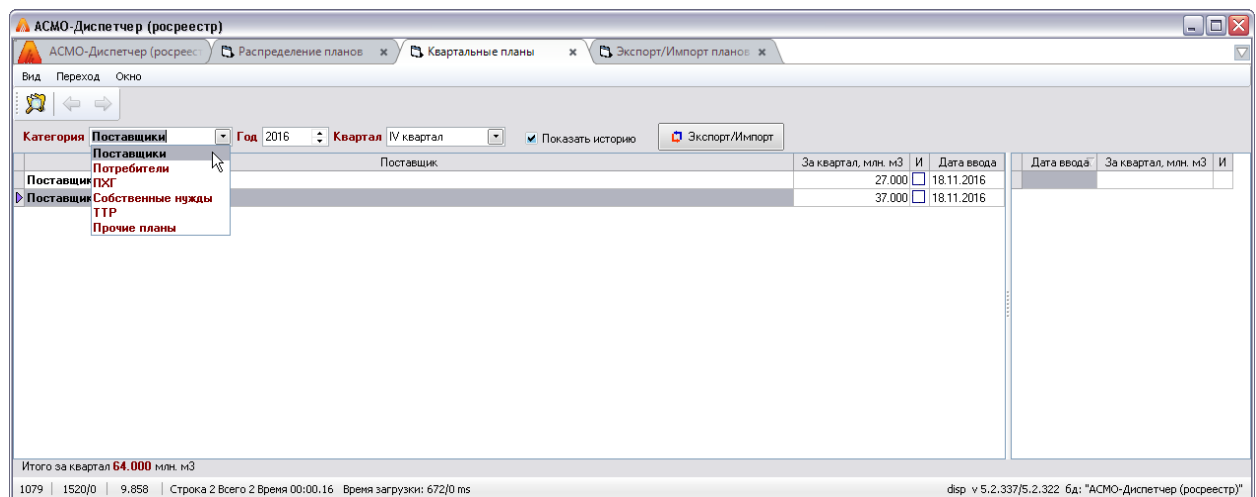 АСМО-Диспетчер (росреестр)
АСМО-Диспетчер (росреест Распределение планов Квартальные планы Экспорт/Импорт планов
Вид Переход Окно
Категория Поставщики Год 2016 Квартал IV квартал Показать историю Экспорт/Импорт
Поставщики
Потребители
ПХГ
Собственные нужды
ТТР
Прочие планы
Поставщик За квартал, млн. м3 И Дата ввода Дата ввода За квартал, млн. м3 И
Поставщик 27.000 18.11.2016
Поставщик 37.000 18.11.2016
Итого за квартал 64.000 млн. м3
1079 1520/0 9.858 Строка 2 Всего 2 Время 00:00.16 Время загрузки: 672/0 ms disp v 5.2.337/5.2.322 бд: "АСМО-Диспетчер (росреестр)"